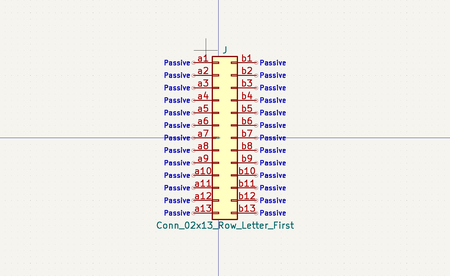 J
Passive a1 b1 Passive
Passive a2 b2 Passive
Passive a3 b3 Passive
Passive a4 b4 Passive
Passive a5 b5 Passive
Passive a6 b6 Passive
Passive a7 b7 Passive
Passive a8 b8 Passive
Passive a9 b9 Passive
Passive a10 b10 Passive
Passive a11 b11 Passive
Passive a12 b12 Passive
Passive a13 b13 Passive
Conn_02x13_Row_Letter_First